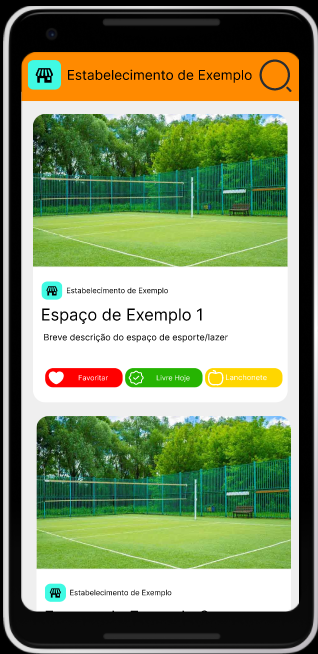 Estabelecimento de Exemplo
Estabelecimento de Exemplo
Espaço de Exemplo 1
Breve descrição do espaço de esporte/lazer
Favoritar
Livre Hoje
Lanchonete
Estabelecimento de Exemplo